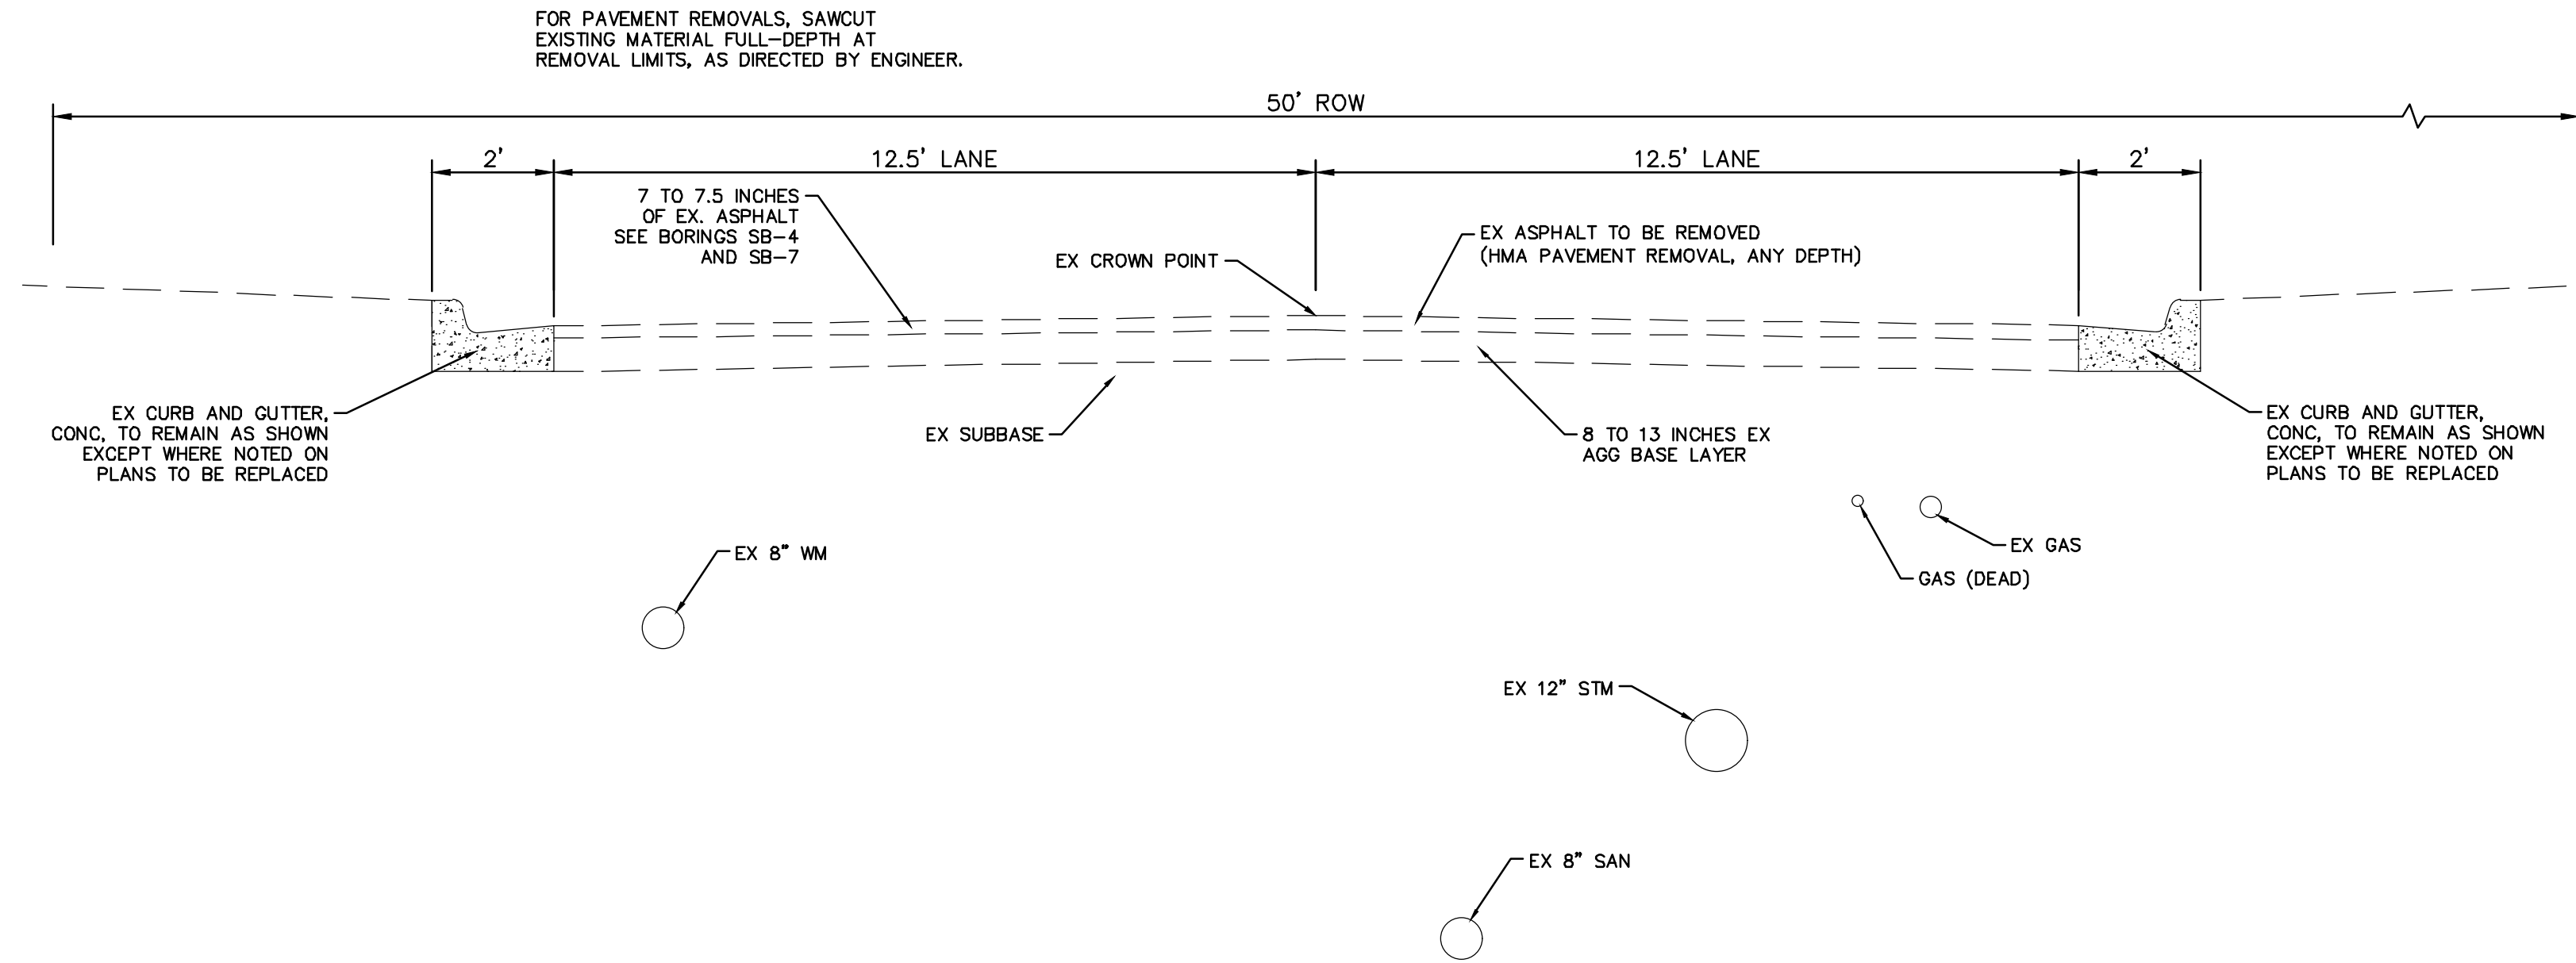 FOR PAVEMENT REMOVALS, SAWCUT
EXISTING MATERIAL FULL-DEPTH AT
REMOVAL LIMITS, AS DIRECTED BY ENGINEER.
50' ROW
2'
12.5' LANE
12.5' LANE
2'
7 TO 7.5 INCHES
OF EX. ASPHALT
SEE BORINGS SB-4
AND SB-7
EX CROWN POINT
EX ASPHALT TO BE REMOVED
(HMA PAVEMENT REMOVAL, ANY DEPTH)
EX CURB AND GUTTER,
CONC, TO REMAIN AS SHOWN
EXCEPT WHERE NOTED ON
PLANS TO BE REPLACED
EX SUBBASE
8 TO 13 INCHES EX
AGG BASE LAYER
EX CURB AND GUTTER,
CONC, TO REMAIN AS SHOWN
EXCEPT WHERE NOTED ON
PLANS TO BE REPLACED
EX 8" WM
EX GAS
GAS (DEAD)
EX 12" STM
EX 8" SAN